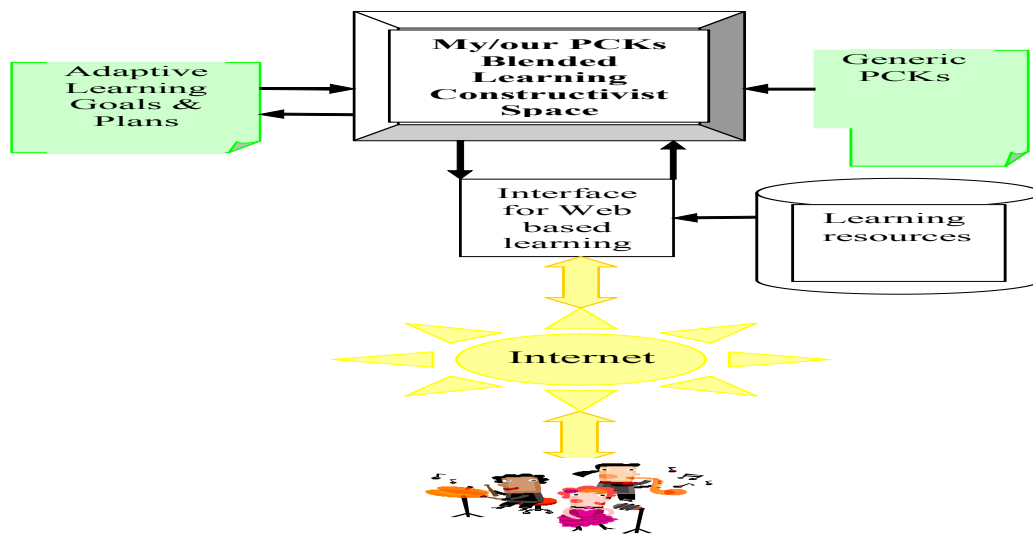 My/our PCKs
Blended
Learning
Constructivist
Space
Adaptive
Learning
Goals &
Plans
Generic
PCKs
Interface
for Web
based
learning
Learning
resources
Internet